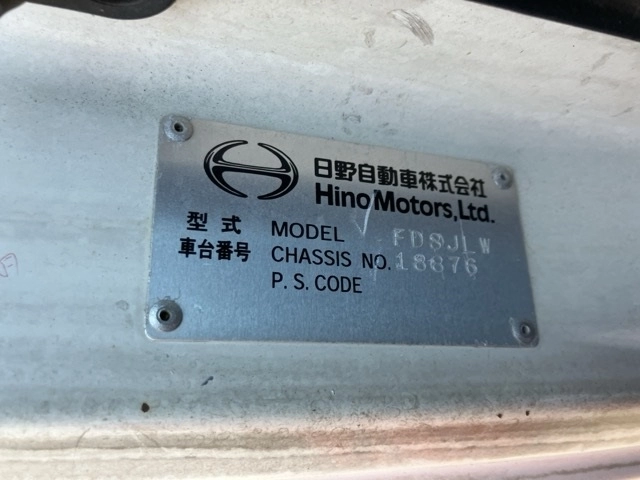 日野自動車株式会社
Hino Motors, Ltd.
型式 MODEL FD8JLW
車台番号 CHASSIS NO. 18676
P.S. CODE